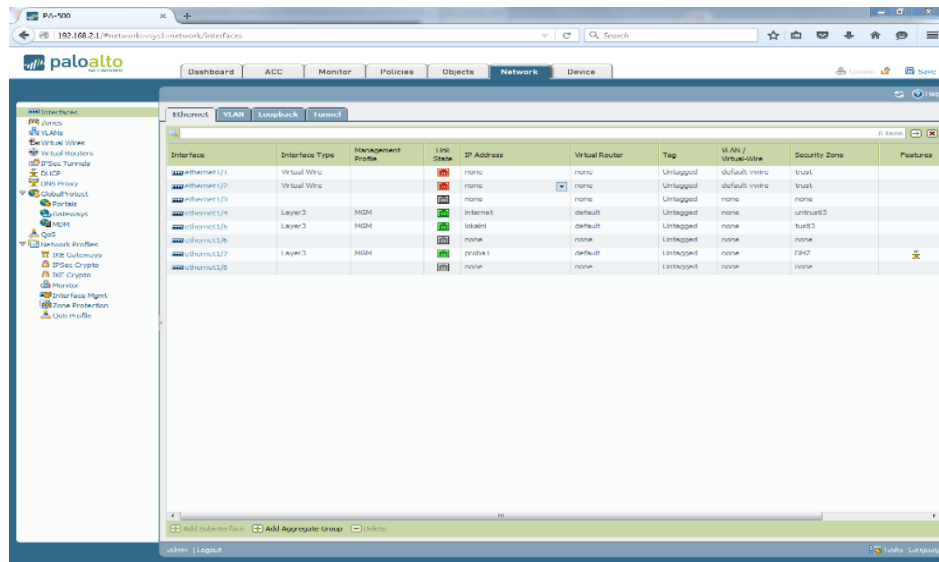 PA-500
192.168.2.1/#network::vsys1::network/interfaces
Search
paloalto
NETWORKS
Dashboard ACC Monitor Policies Objects Network Device
Commit Save
Help
Interfaces
Zones
VLANs
Virtual Wires
Virtual Routers
IPSec Tunnels
DHCP
DNS Proxy
GlobalProtect
Portals
Gateways
MDM
QoS
Network Profiles
IKE Gateways
IPSec Crypto
IKE Crypto
Monitor
Interface Mgmt
Zone Protection
QoS Profile
Ethernet VLAN Loopback Tunnel
8 items
Interface Interface Type Management Profile Link State IP Address Virtual Router Tag VLAN / Virtual-Wire Security Zone Features
ethernet1/1 Virtual Wire none none Untagged default-vwire trust
ethernet1/2 Virtual Wire none none Untagged default-vwire trust
ethernet1/3 none none Untagged none none
ethernet1/4 Layer3 MGM internet default Untagged none untrustl3
ethernet1/5 Layer3 MGM lokalni default Untagged none tustl3
ethernet1/6 none none Untagged none none
ethernet1/7 Layer3 MGM default Untagged none DMZ
ethernet1/8 none none Untagged none none
Add Subinterface Add Aggregate Group Delete
admin | Logout
Tasks Languag